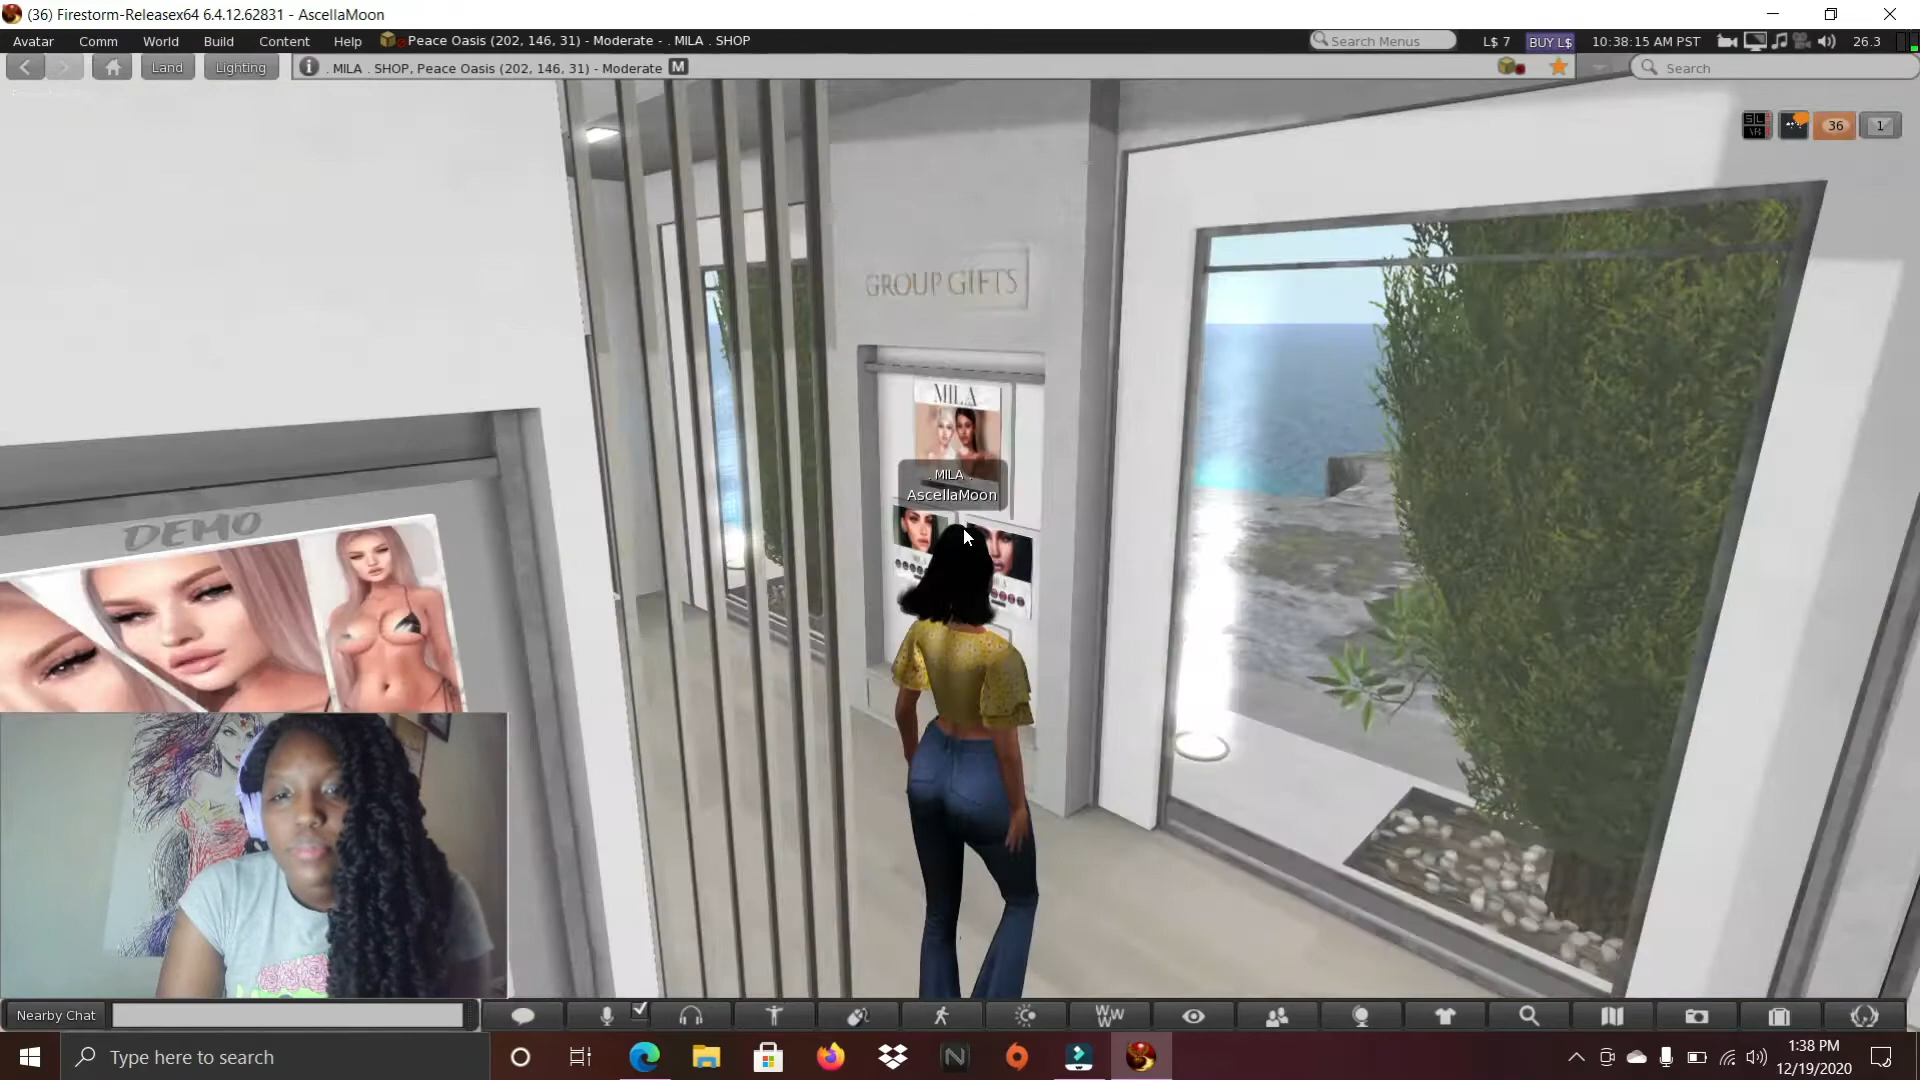 (36) Firestorm-Releasex64 6.4.12.62831 - AscellaMoon
Avatar Comm World Build Content Help Peace Oasis (202, 146, 31) - Moderate - . MILA . SHOP Search Menus L$ 7 BUY L$ 10:38:15 AM PST 26.3
Land Lighting . MILA . SHOP, Peace Oasis (202, 146, 31) - Moderate M Search
36 1
GROUP GIFTS
MILA
. MILA .
AscellaMoon
DEMO
Nearby Chat
WWW
Type here to search
1:38 PM
12/19/2020